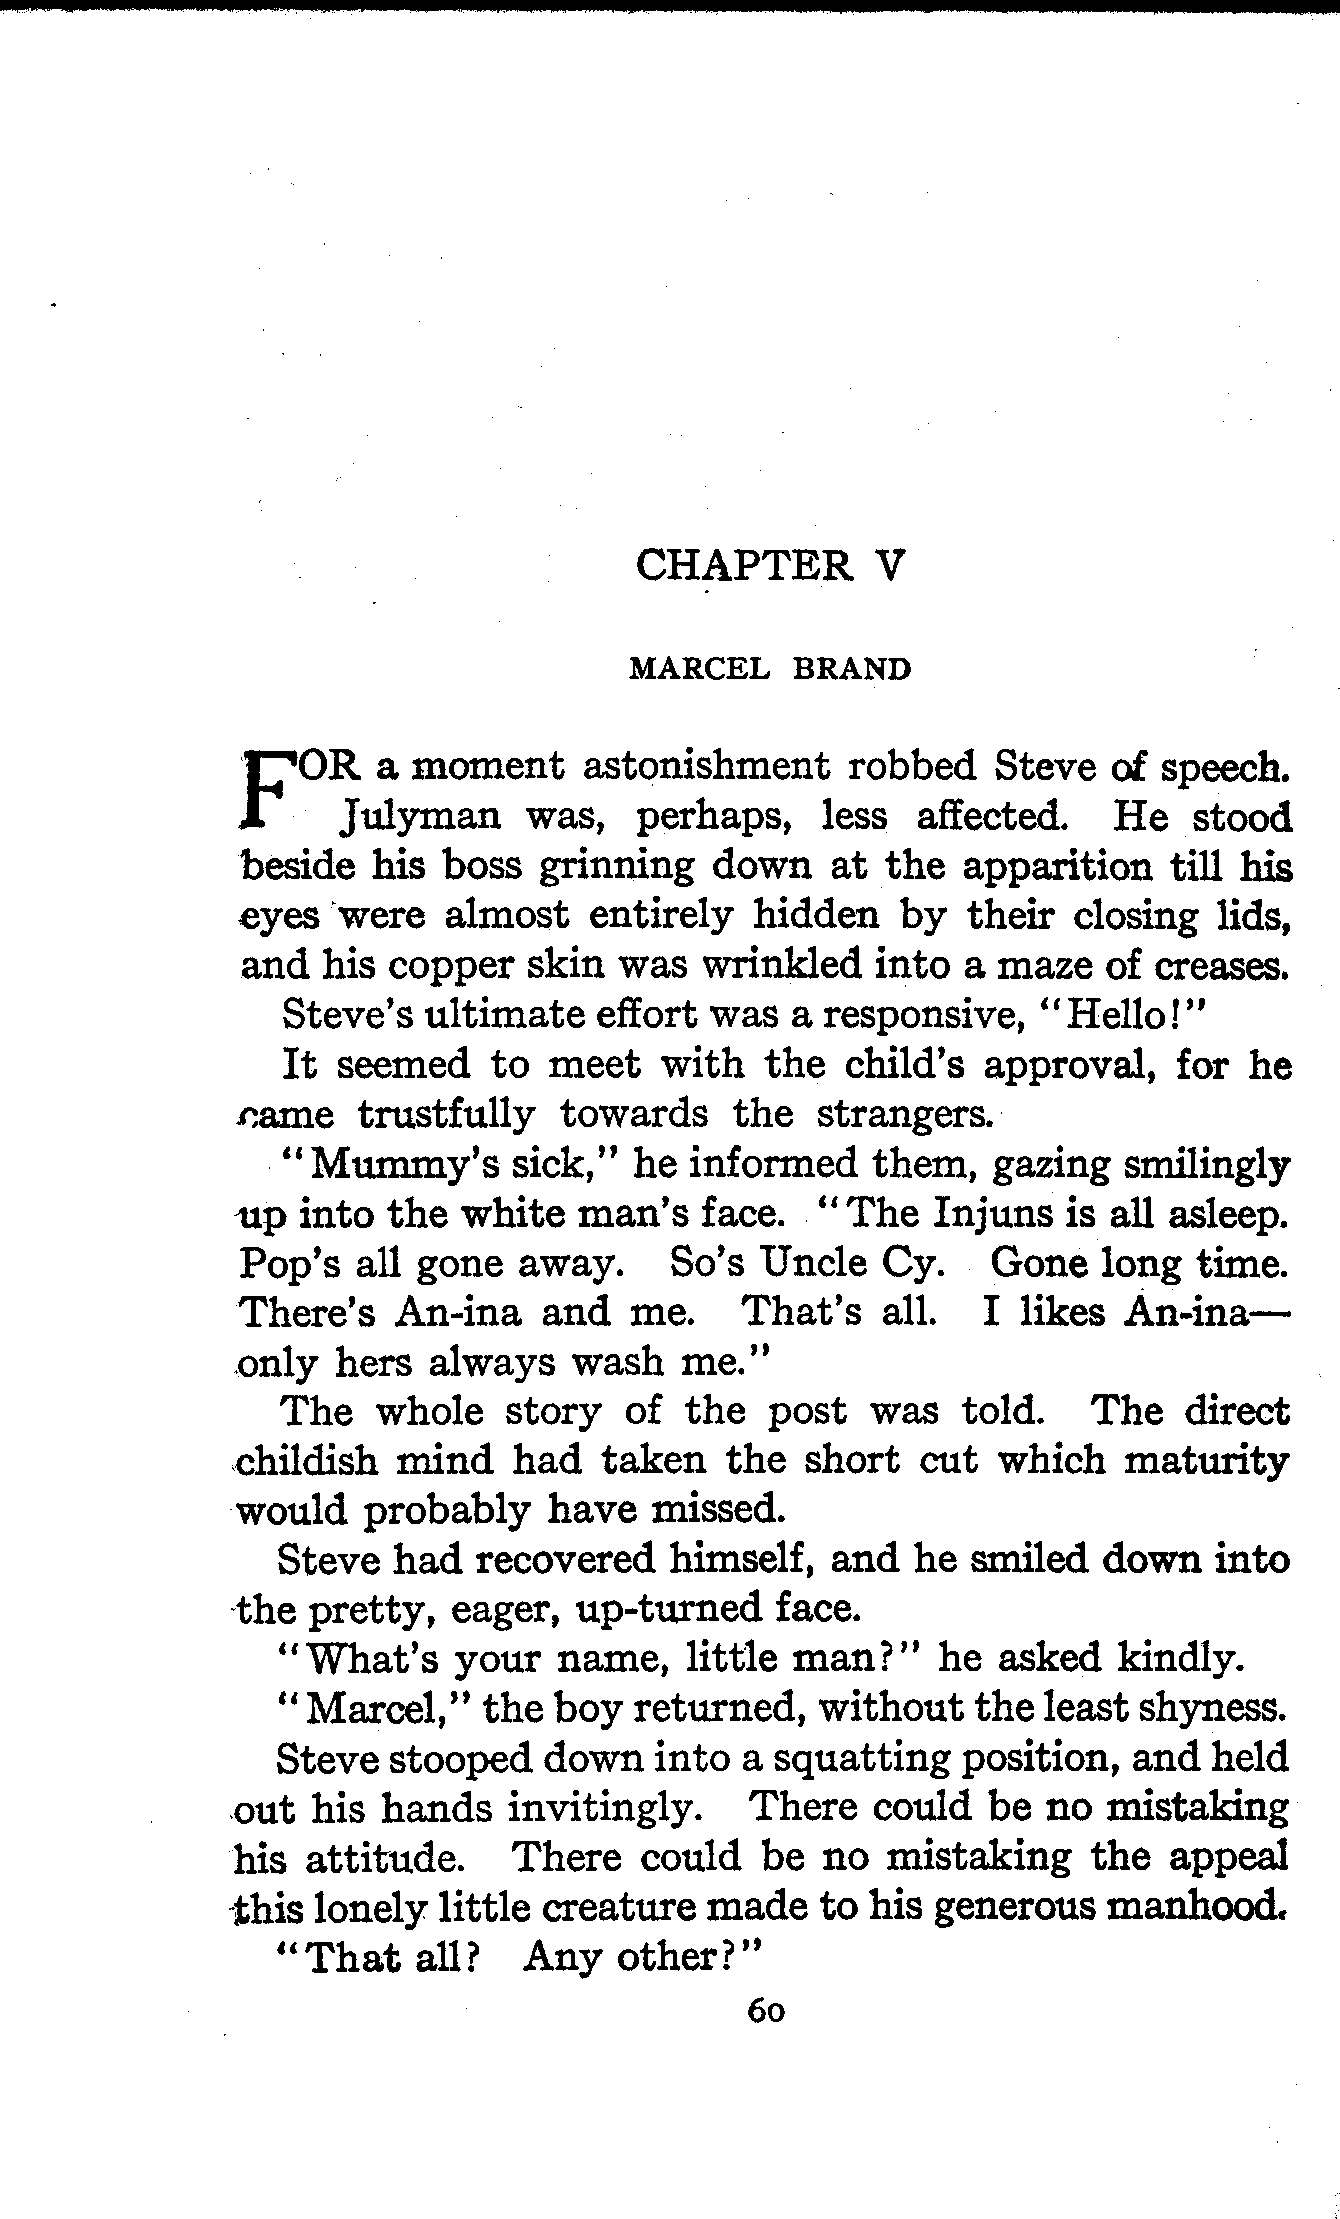 CHAPTER V
MARCEL BRAND
FOR a moment astonishment robbed Steve of speech.
Julyman was, perhaps, less affected. He stood
beside his boss grinning down at the apparition till his
eyes were almost entirely hidden by their closing lids,
and his copper skin was wrinkled into a maze of creases.
Steve's ultimate effort was a responsive, "Hello!"
It seemed to meet with the child's approval, for he
came trustfully towards the strangers.
"Mummy's sick," he informed them, gazing smilingly
up into the white man's face. "The Injuns is all asleep.
Pop's all gone away. So's Uncle Cy. Gone long time.
There's An-ina and me. That's all. I likes An-ina—
only hers always wash me."
The whole story of the post was told. The direct
childish mind had taken the short cut which maturity
would probably have missed.
Steve had recovered himself, and he smiled down into
the pretty, eager, up-turned face.
"What's your name, little man?" he asked kindly.
"Marcel," the boy returned, without the least shyness.
Steve stooped down into a squatting position, and held
out his hands invitingly. There could be no mistaking
his attitude. There could be no mistaking the appeal
this lonely little creature made to his generous manhood.
"That all? Any other?"
60